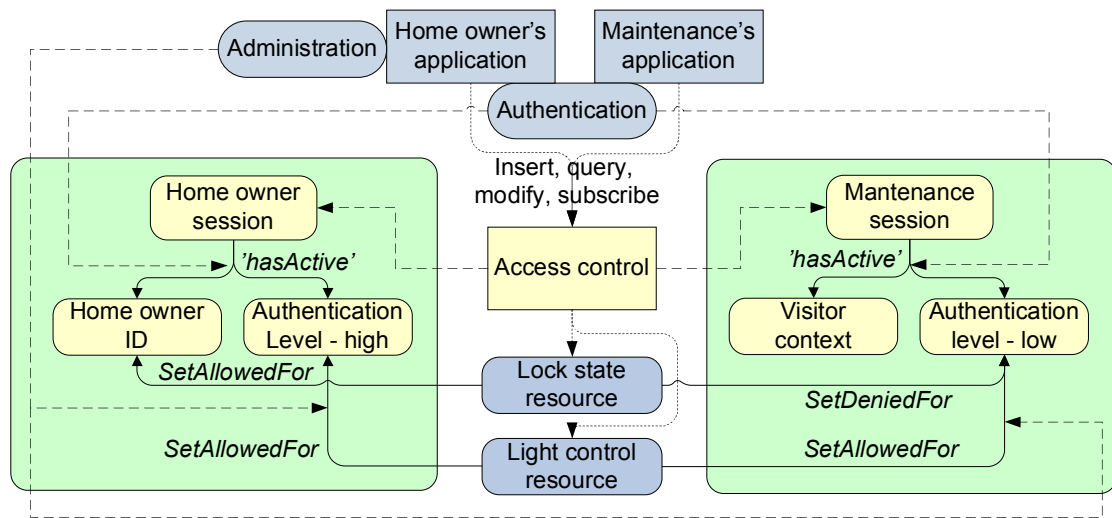 Administration
Home owner's
application
Maintenance's
application
Authentication
Insert, query,
modify, subscribe
Home owner
session
Mantenance
session
'hasActive'
Access control
'hasActive'
Home owner
ID
Authentication
Level - high
Visitor
context
Authentication
level - low
SetAllowedFor
Lock state
resource
SetDeniedFor
SetAllowedFor
Light control
resource
SetAllowedFor